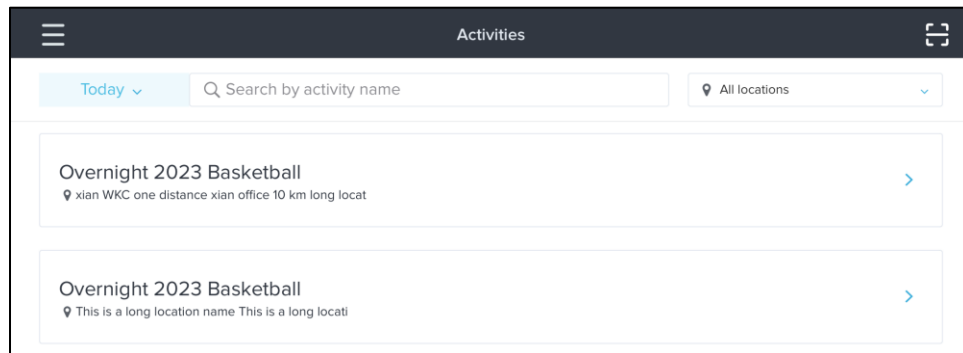 Activities
Today
Search by activity name
All locations
Overnight 2023 Basketball
xian WKC one distance xian office 10 km long locat
Overnight 2023 Basketball
This is a long location name This is a long locati